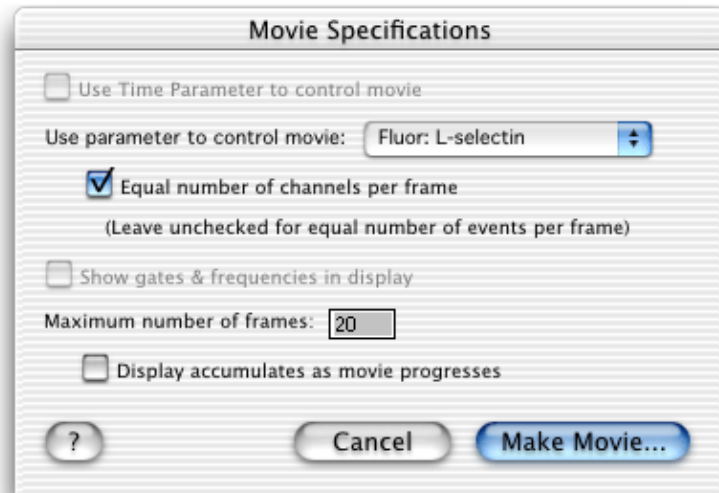 Movie Specifications
Use Time Parameter to control movie
Use parameter to control movie: Fluor: L-selectin
Equal number of channels per frame
(Leave unchecked for equal number of events per frame)
Show gates & frequencies in display
Maximum number of frames: 20
Display accumulates as movie progresses
? Cancel Make Movie...